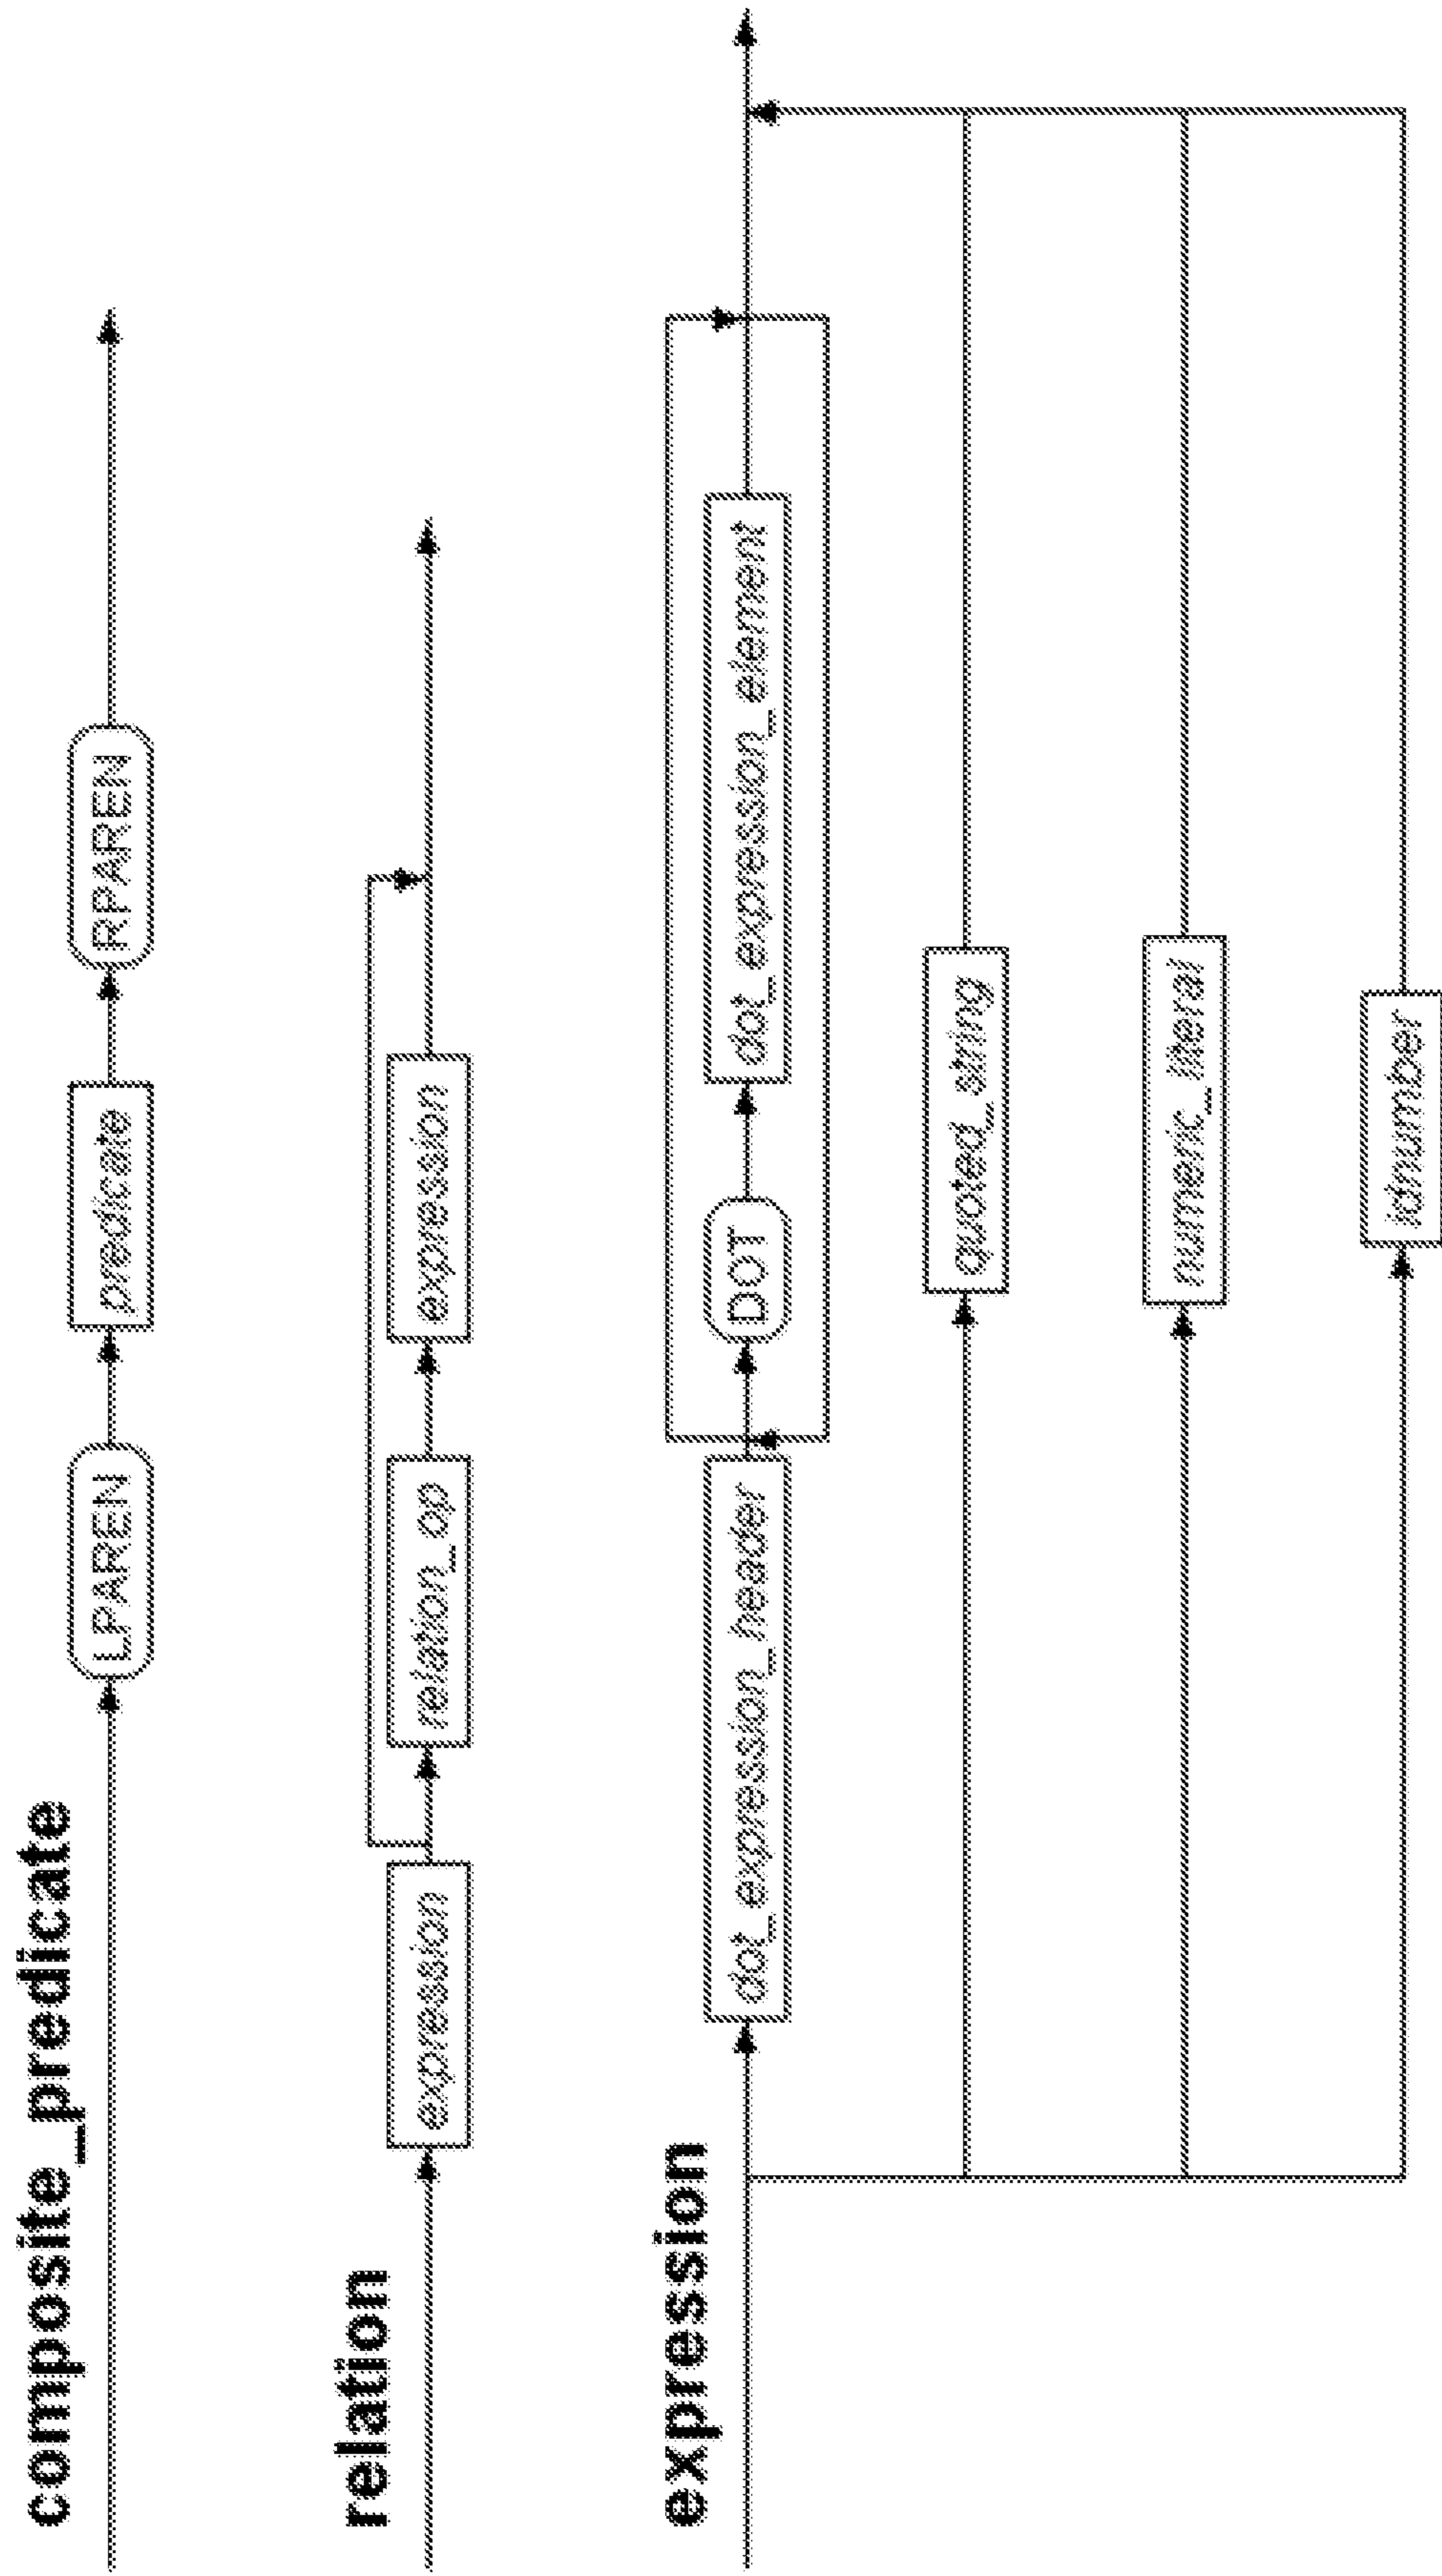 composite_predicate
LPAREN predicate RPAREN
relation
expression relation_op expression
expression
dot_expression_header DOT dot_expression_element
quoted_string
numeric_literal
idnumber